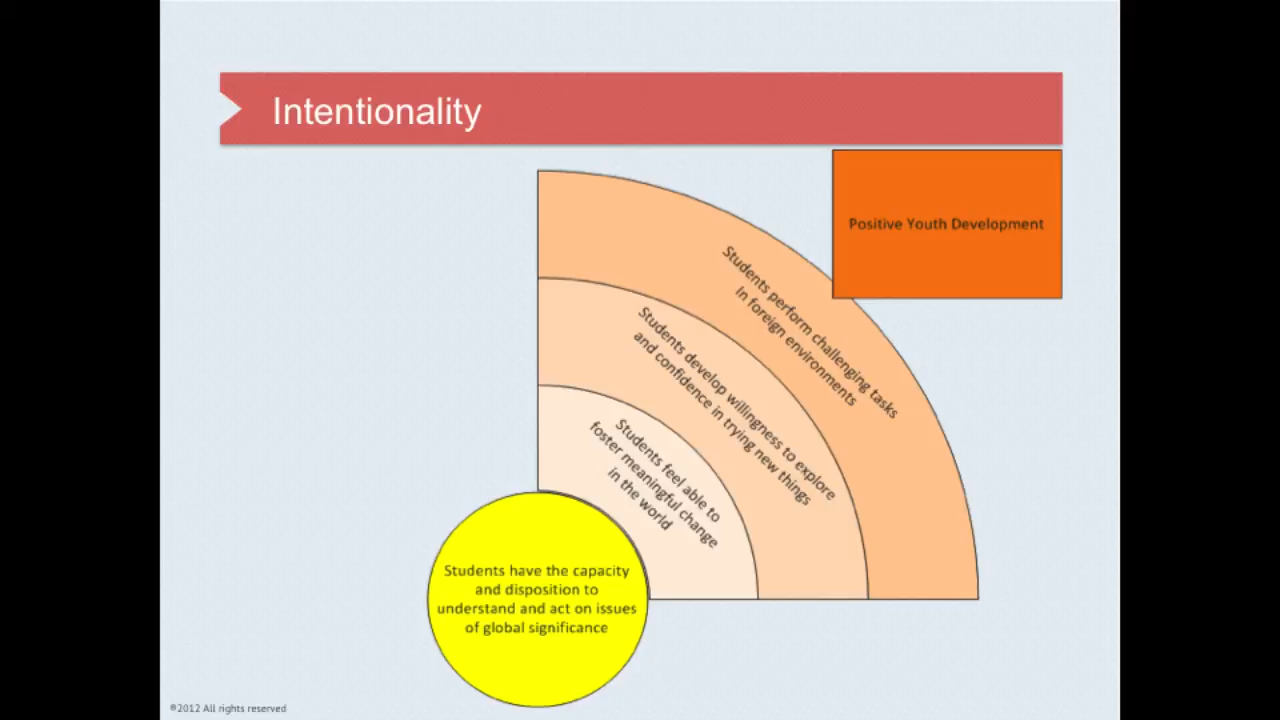 Intentionality
Positive Youth Development
Students perform challenging tasks
In foreign environments
Students develop willingness to explore
and confidence in trying new things
Students feel able to
foster meaningful change
in the world
Students have the capacity
and disposition to
understand and act on issues
of global significance
®2012 All rights reserved